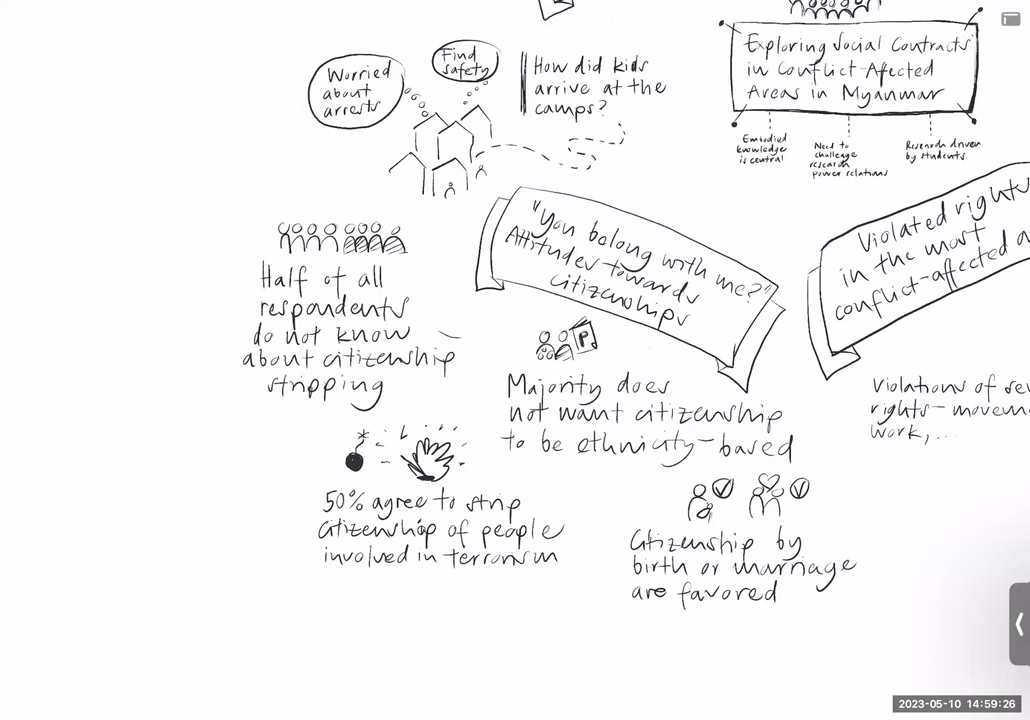 Worried
about
arrests
Find
safety
How did kids
arrive at the
camps?
Exploring Social Contracts
in Conflict-Affected
Areas in Myanmar
Embodied
knowledge
is central
Need to
challenge
research
power relations
Research driven
by students
"You belong with me?"
Attitudes towards
citizenships
Violated rights
in the most
conflict-affected a
Half of all
respondents
do not know
about citizenship
stripping
P
Majority does
not want citizenship
to be ethnicity-based
Violations of sev
rights - movem
work, ...
50% agree to strip
citizenship of people
involved in terrorism
Citizenship by
birth or marriage
are favored
2023-05-10 14:59:26